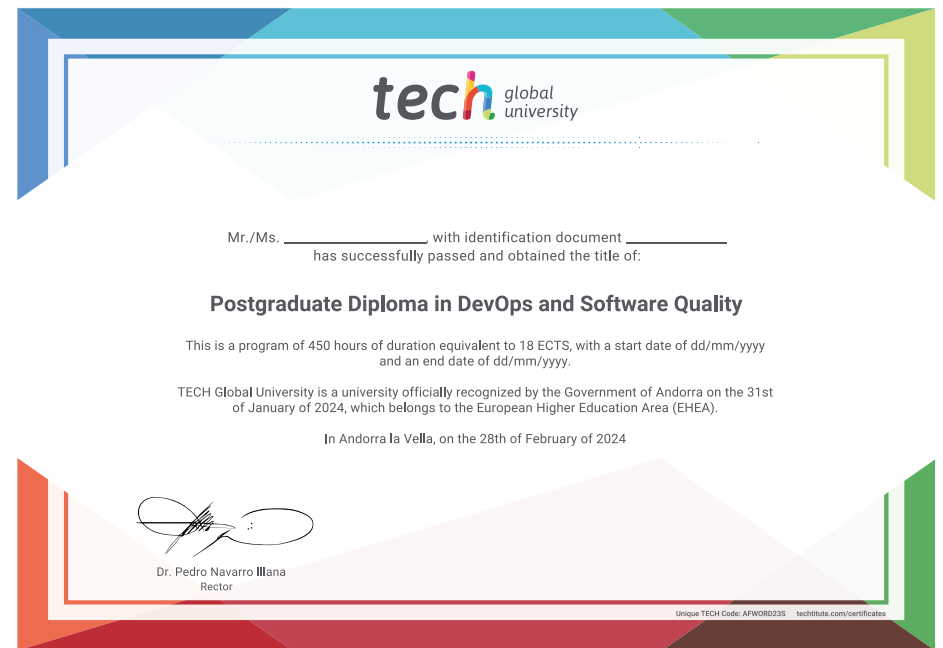 tech global university
Mr./Ms. ____________, with identification document ____________
has successfully passed and obtained the title of:
Postgraduate Diploma in DevOps and Software Quality
This is a program of 450 hours of duration equivalent to 18 ECTS, with a start date of dd/mm/yyyy
and an end date of dd/mm/yyyy.
TECH Global University is a university officially recognized by the Government of Andorra on the 31st
of January of 2024, which belongs to the European Higher Education Area (EHEA).
In Andorra la Vella, on the 28th of February of 2024
Dr. Pedro Navarro Illana
Rector
Unique TECH Code: AFWORD23S techtitute.com/certificates